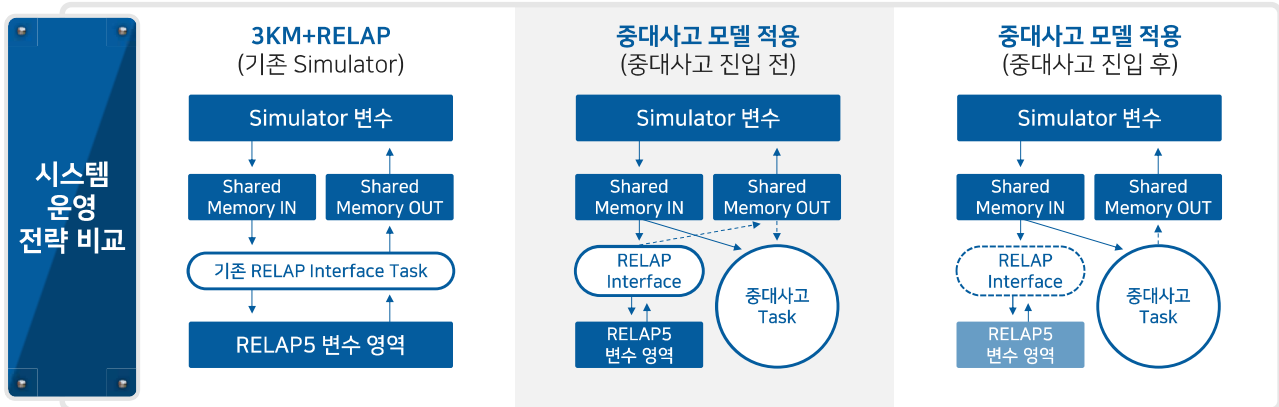 시스템
운영
전략 비교
3KM+RELAP
(기존 Simulator)
Simulator 변수
Shared
Memory IN
Shared
Memory OUT
기존 RELAP Interface Task
RELAP5 변수 영역
중대사고 모델 적용
(중대사고 진입 전)
Simulator 변수
Shared
Memory IN
Shared
Memory OUT
RELAP
Interface
중대사고
Task
RELAP5
변수 영역
중대사고 모델 적용
(중대사고 진입 후)
Simulator 변수
Shared
Memory IN
Shared
Memory OUT
RELAP
Interface
중대사고
Task
RELAP5
변수 영역